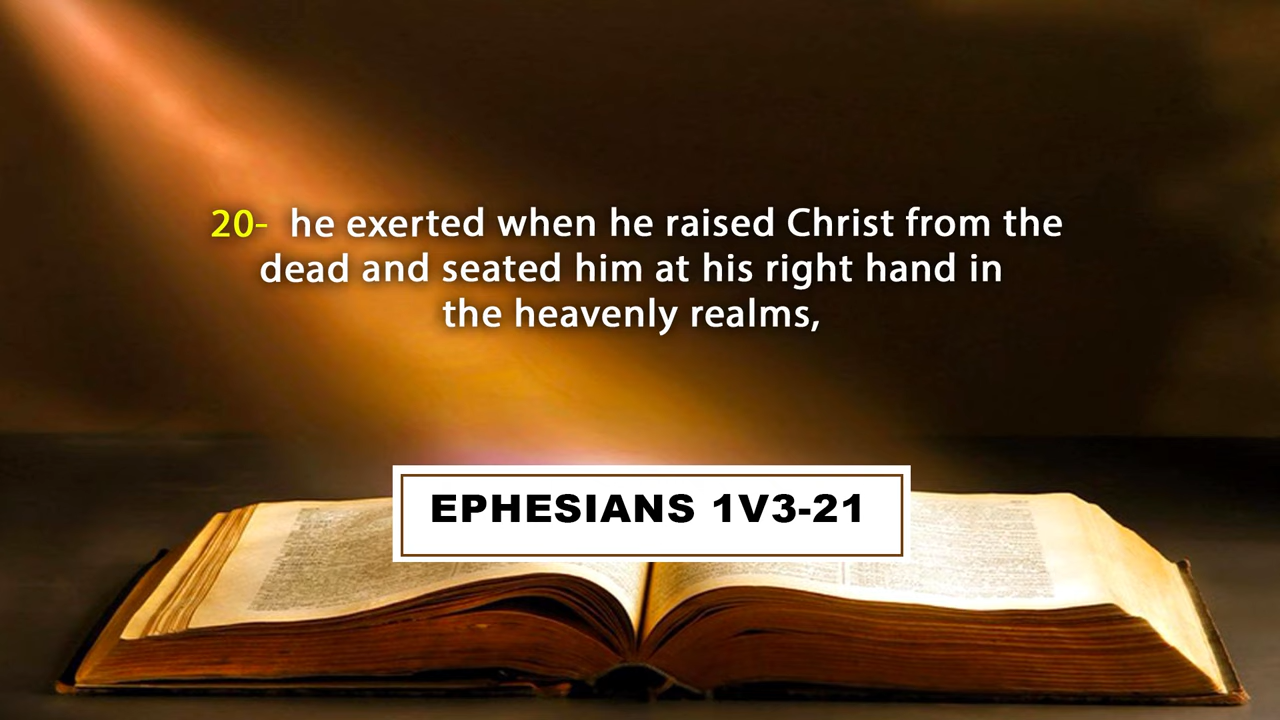 20- he exerted when he raised Christ from the
dead and seated him at his right hand in
the heavenly realms,
EPHESIANS 1V3-21